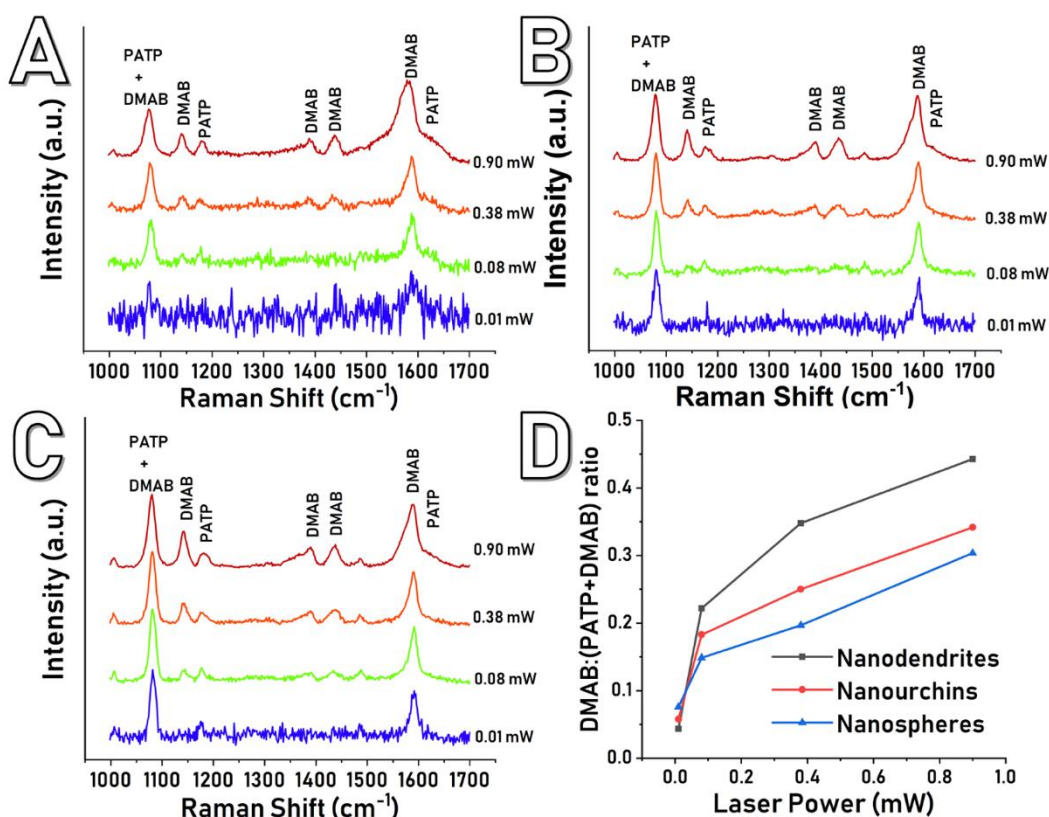 A
PATP
+
DMAB
DMAB
PATP
DMAB
DMAB
DMAB
PATP
0.90 mW
0.38 mW
0.08 mW
0.01 mW
Intensity (a.u.)
1000 1100 1200 1300 1400 1500 1600 1700
Raman Shift (cm⁻¹)
B
PATP
+
DMAB
DMAB
PATP
DMAB
DMAB
DMAB
PATP
0.90 mW
0.38 mW
0.08 mW
0.01 mW
Intensity (a.u.)
1000 1100 1200 1300 1400 1500 1600 1700
Raman Shift (cm⁻¹)
C
PATP
+
DMAB
DMAB
PATP
DMAB
DMAB
DMAB
PATP
0.90 mW
0.38 mW
0.08 mW
0.01 mW
Intensity (a.u.)
1000 1100 1200 1300 1400 1500 1600 1700
Raman Shift (cm⁻¹)
D
DMAB:(PATP+DMAB) ratio
0.5
0.4
0.3
0.2
0.1
0.0
Nanodendrites
Nanourchins
Nanospheres
0.0 0.2 0.4 0.6 0.8 1.0
Laser Power (mW)